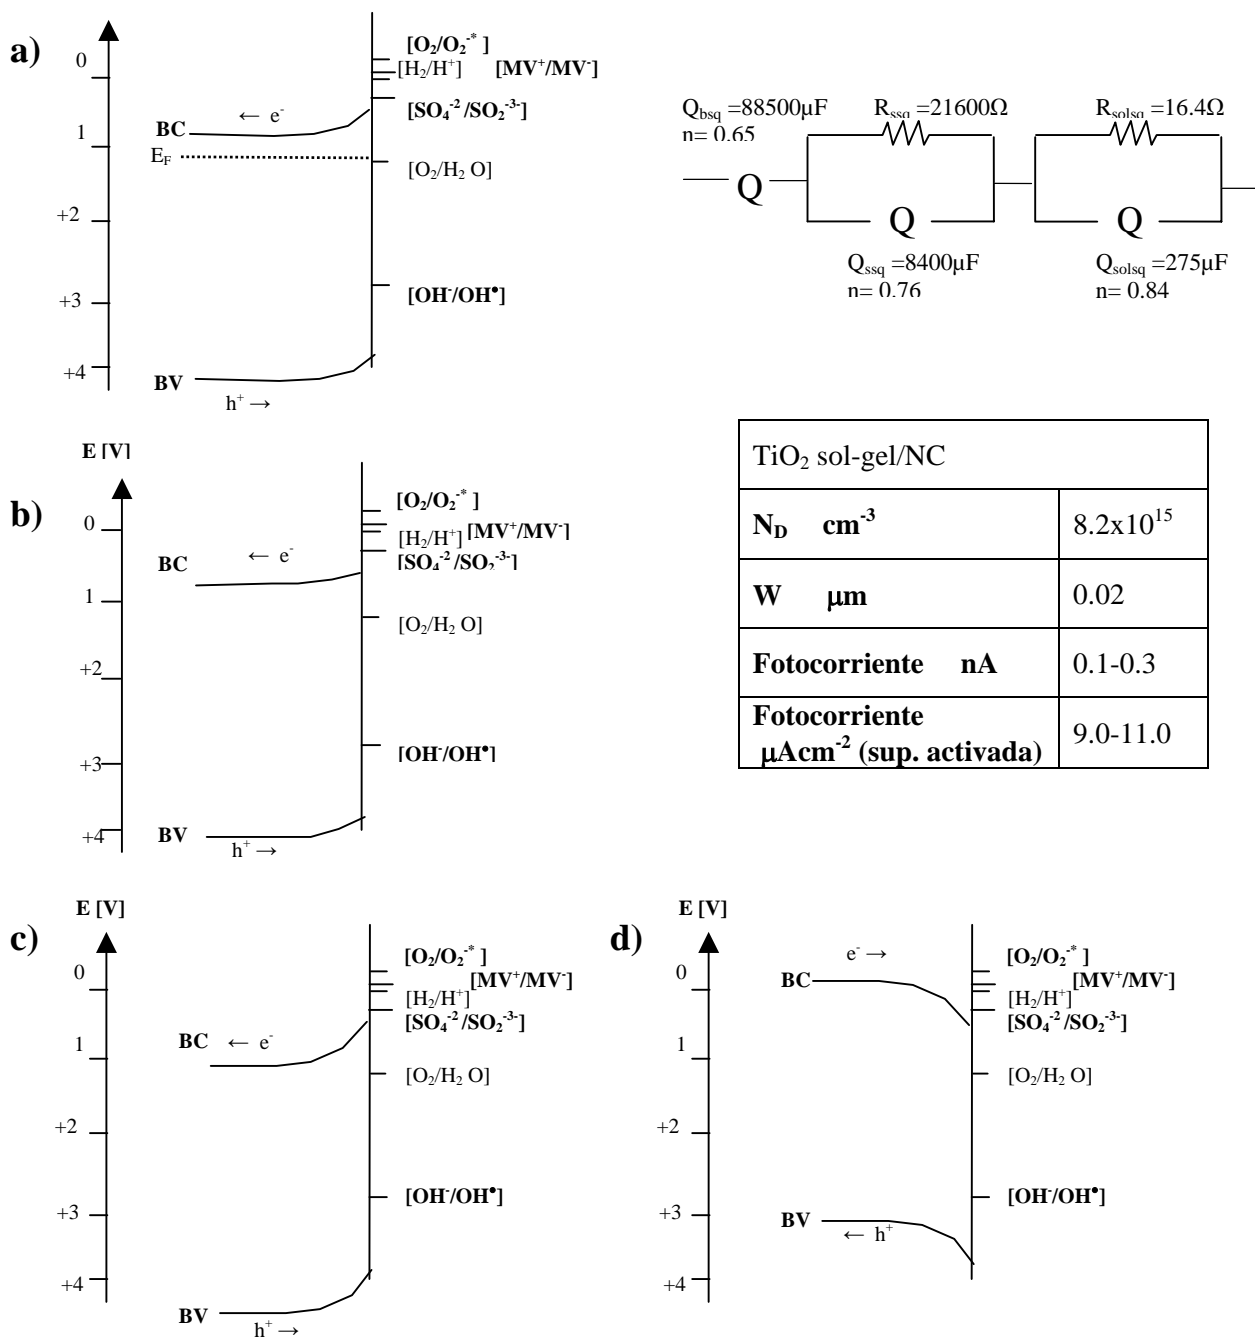 a)
0
1
+2
+3
+4
BC
← e⁻
E_F
BV
h⁺ →
[O₂/O₂⁻*]
[H₂/H⁺] [MV⁺/MV⁻]
[SO₄⁻²/SO₂⁻³⁻]
[O₂/H₂ O]
[OH⁻/OH•]
Q_bsq =88500µF
n= 0.65
R_ssq =21600Ω
R_solsq =16.4Ω
Q
Q
Q
Q_ssq =8400µF
n= 0.76
Q_solsq =275µF
n= 0.84
b)
E [V]
0
1
+2
+3
+4
BC
← e⁻
BV
h⁺ →
[O₂/O₂⁻*]
[H₂/H⁺] [MV⁺/MV⁻]
[SO₄⁻²/SO₂⁻³⁻]
[O₂/H₂ O]
[OH⁻/OH•]
TiO₂ sol-gel/NC
N_D cm⁻³ 8.2x10¹⁵
W µm 0.02
Fotocorriente nA 0.1-0.3
Fotocorriente
µAcm⁻² (sup. activada) 9.0-11.0
c)
E [V]
0
1
+2
+3
+4
BC ← e⁻
BV
h⁺ →
[O₂/O₂⁻*]
[MV⁺/MV⁻]
[H₂/H⁺]
[SO₄⁻²/SO₂⁻³⁻]
[O₂/H₂ O]
[OH⁻/OH•]
d)
E [V]
0
1
+2
+3
+4
e⁻ →
BC
BV
← h⁺
[O₂/O₂⁻*]
[MV⁺/MV⁻]
[H₂/H⁺]
[SO₄⁻²/SO₂⁻³⁻]
[O₂/H₂ O]
[OH⁻/OH•]